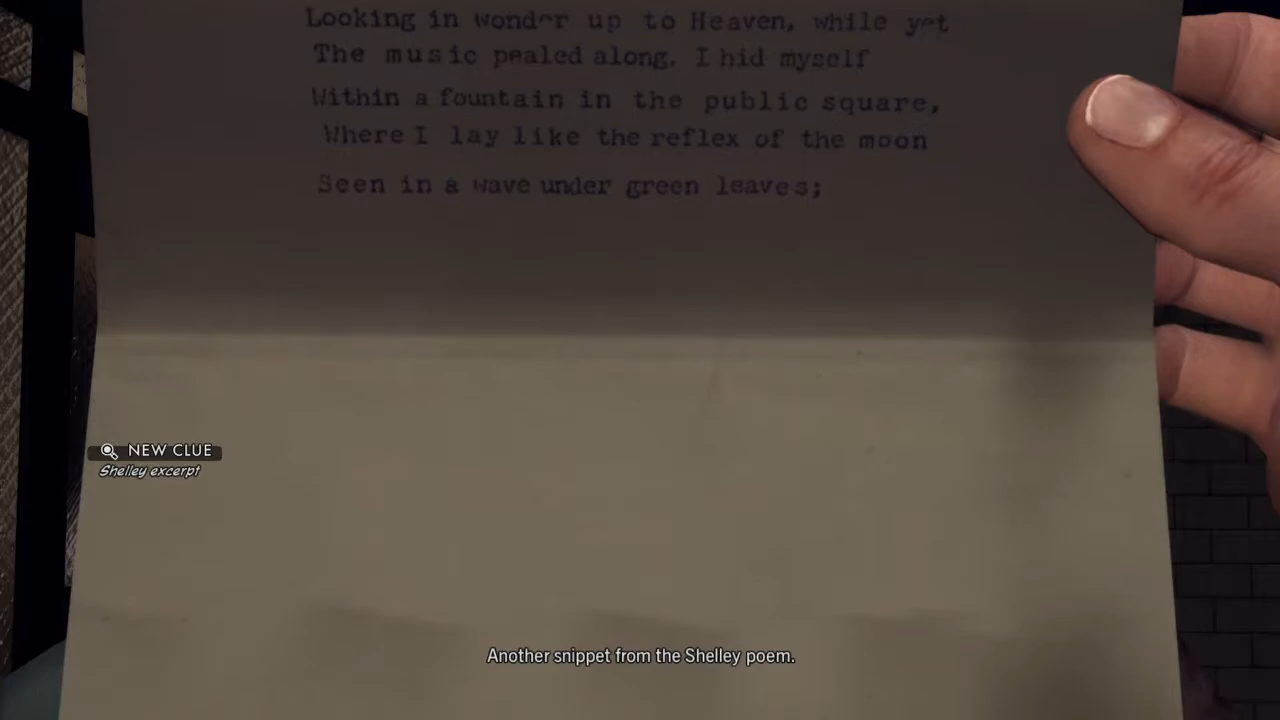 Looking in wonder up to Heaven, while yet
The music pealed along. I hid myself
Within a fountain in the public square,
Where I lay like the reflex of the moon
Seen in a wave under green leaves;
NEW CLUE
Shelley excerpt
Another snippet from the Shelley poem.